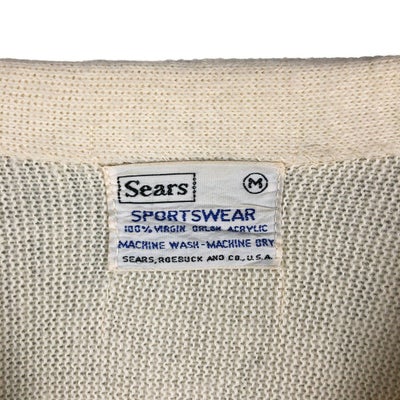 Sears M
SPORTSWEAR
100% VIRGIN ORLON ACRYLIC
MACHINE WASH-MACHINE DRY
SEARS, ROEBUCK AND CO., U.S.A.